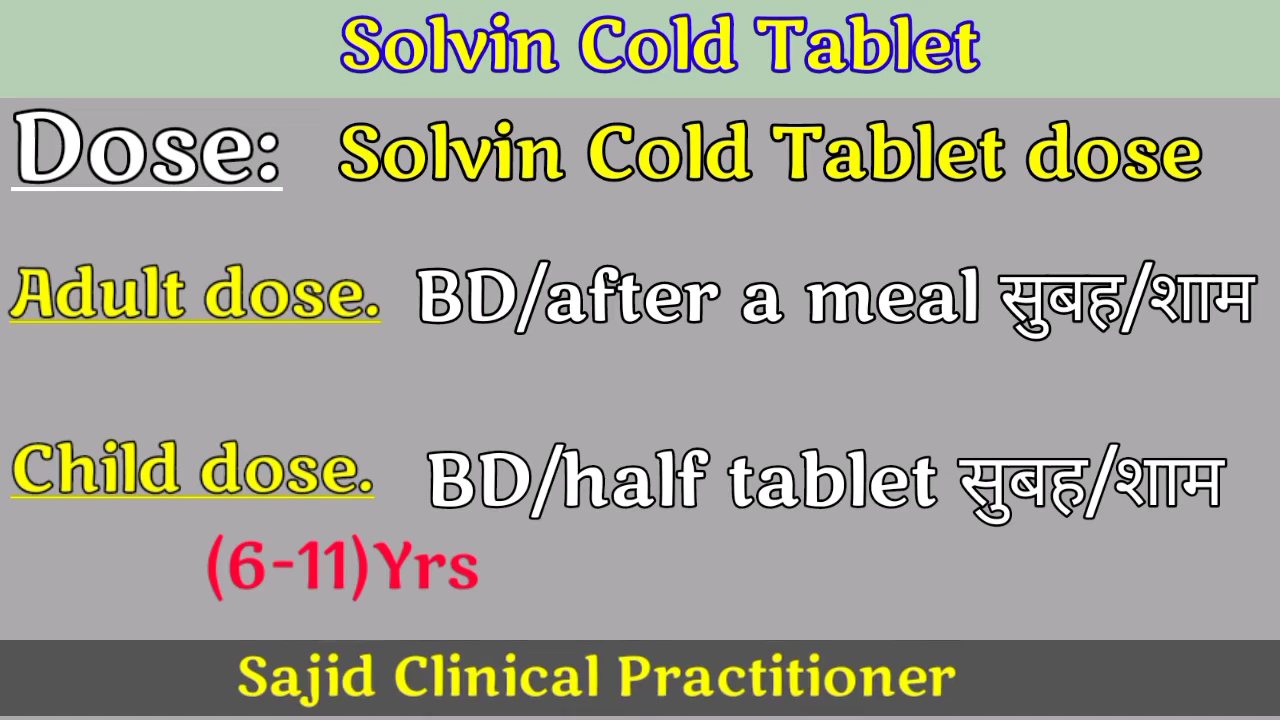 Solvin Cold Tablet
Dose: Solvin Cold Tablet dose
Adult dose. BD/after a meal सुबह/शाम
Child dose. BD/half tablet सुबह/शाम
(6-11)Yrs
Sajid Clinical Practitioner